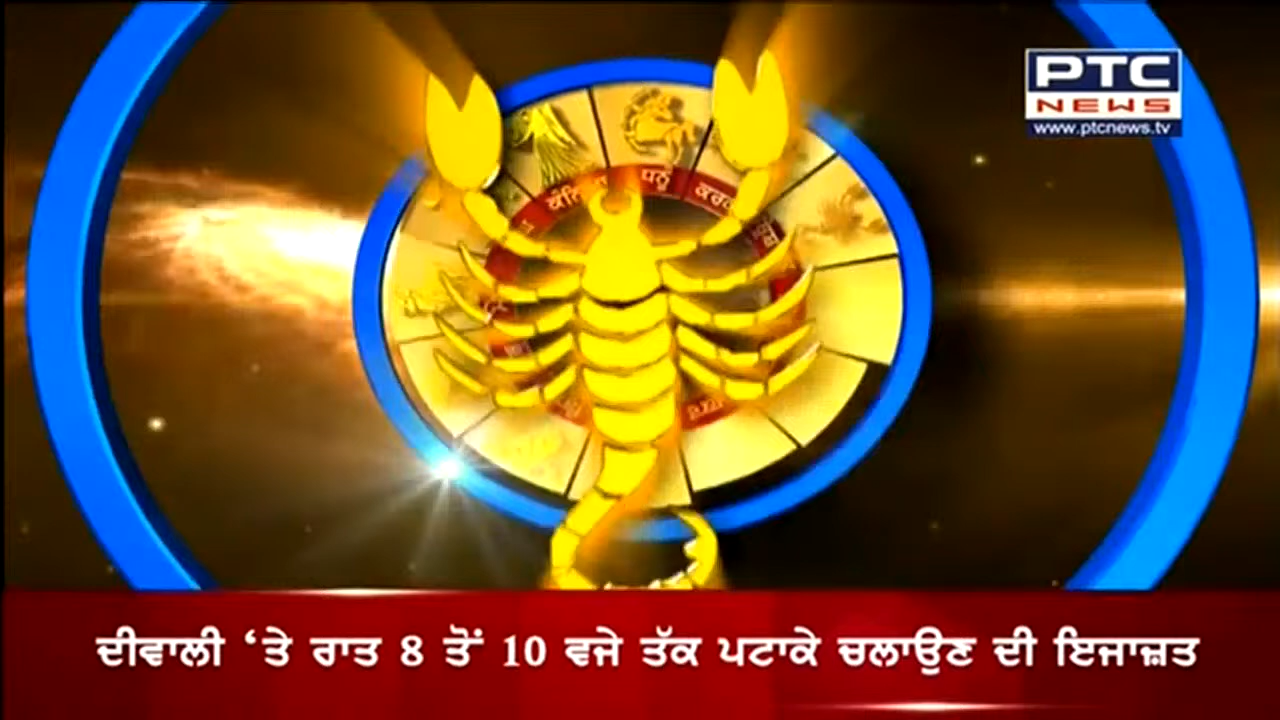 PTC
NEWS
www.ptcnews.tv
ਧਨੂੰ
ਦੀਵਾਲੀ ‘ਤੇ ਰਾਤ 8 ਤੋਂ 10 ਵਜੇ ਤੱਕ ਪਟਾਕੇ ਚਲਾਉਣ ਦੀ ਇਜਾਜ਼ਤ